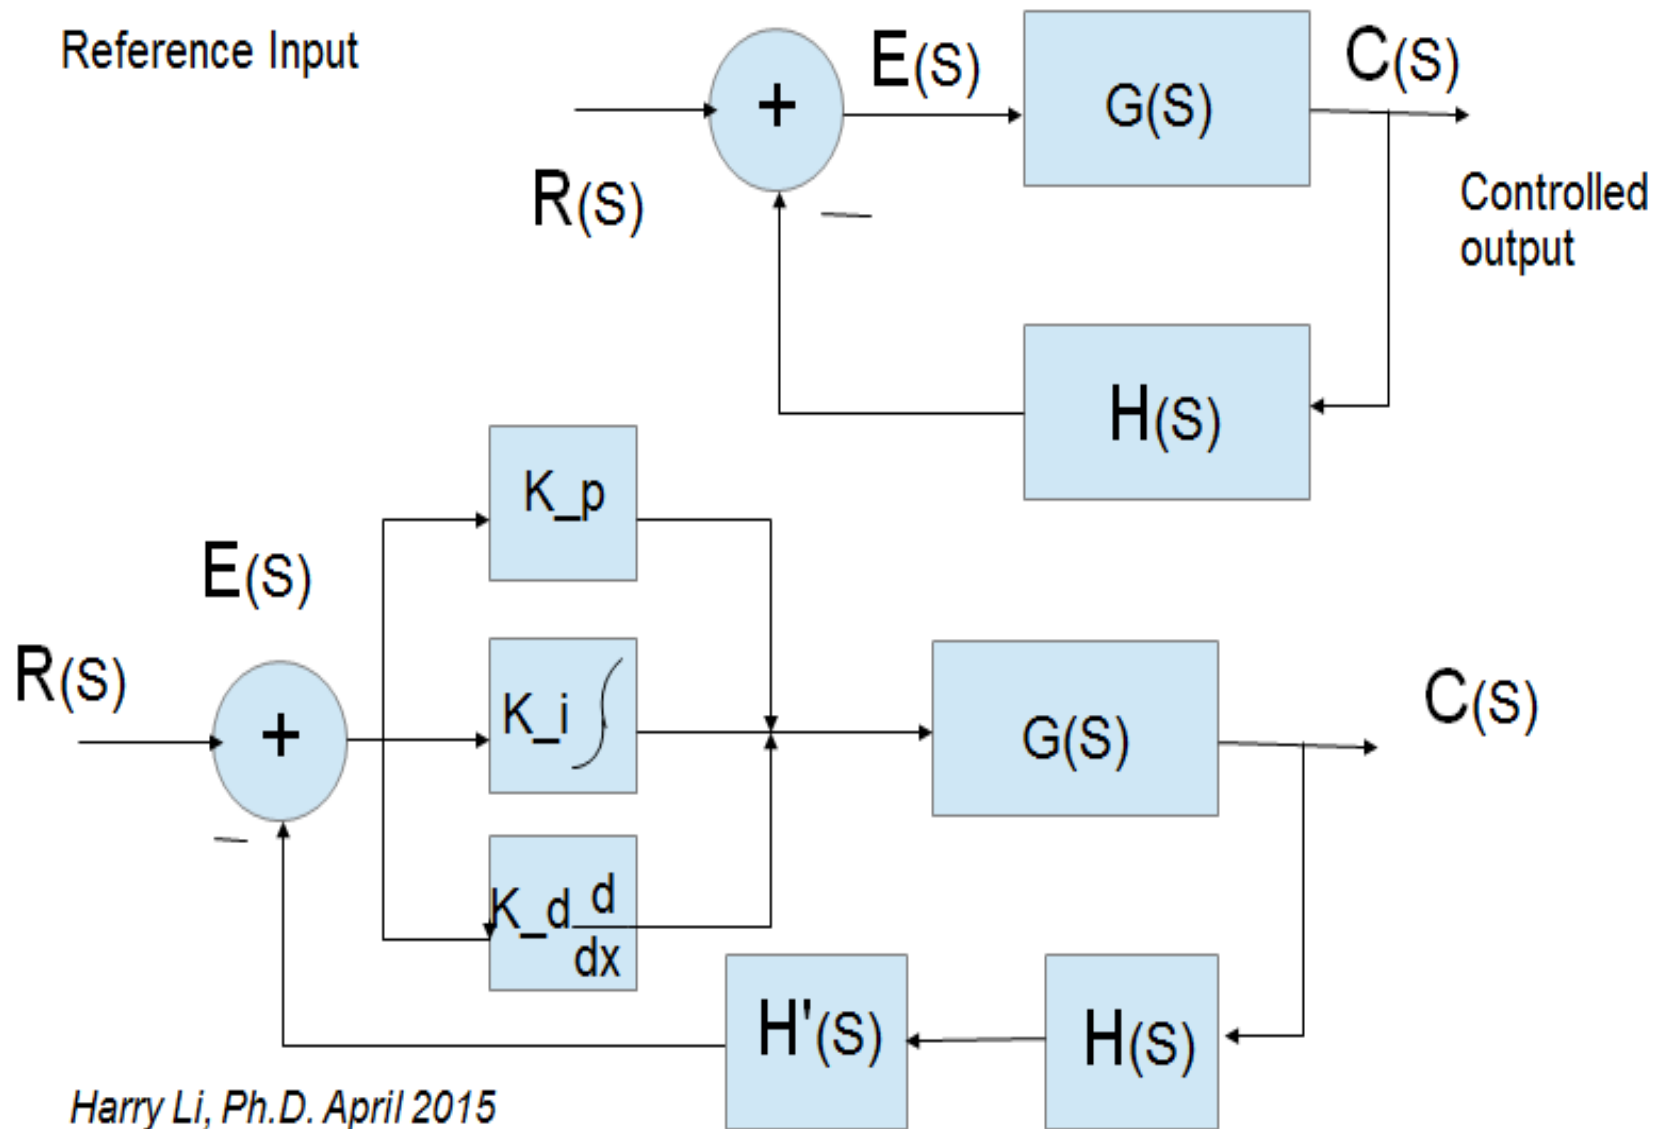 Reference Input
+
E(S)
G(S)
C(S)
R(S)
—
Controlled
output
H(S)
K_p
E(S)
R(S)
+
K_i ∫
G(S)
C(S)
—
K_d d
dx
H'(S)
H(S)
Harry Li, Ph.D. April 2015